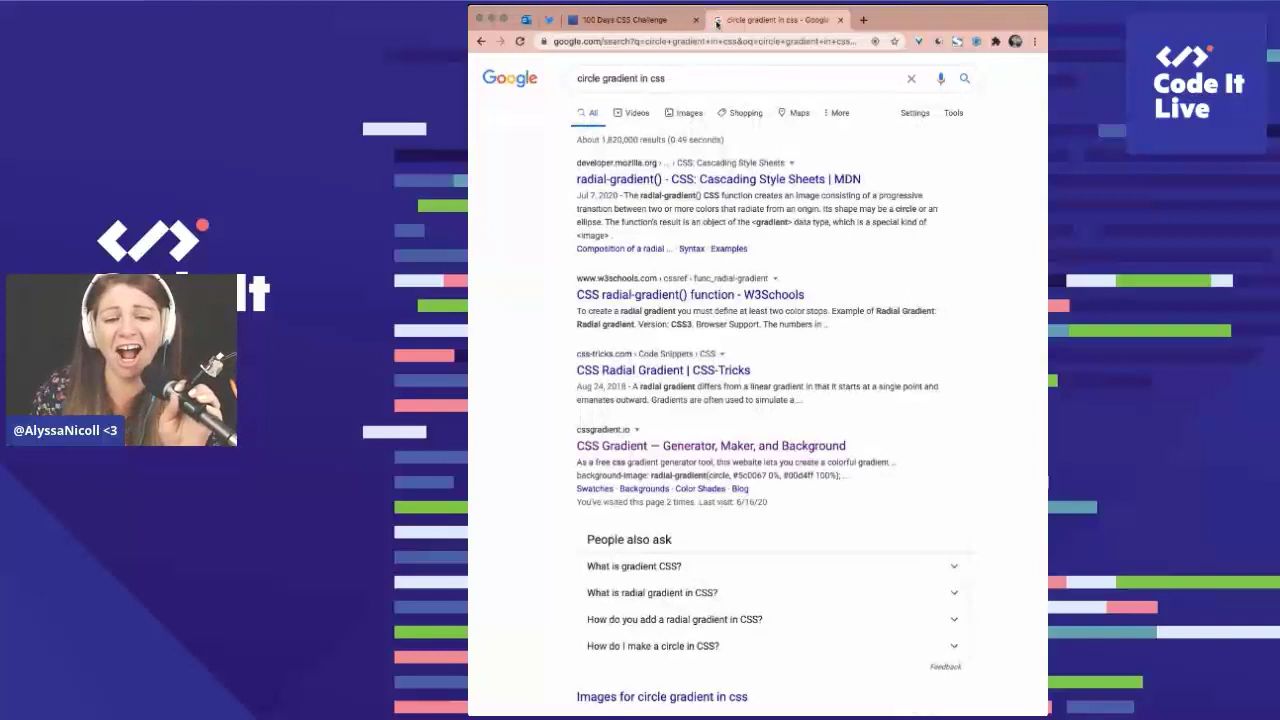 100 Days CSS Challenge
circle gradient in css - Google
google.com/search?q=circle+gradient+in+css&oq=circle+gradient+in+css...
Google
circle gradient in css
All
Videos
Images
Shopping
Maps
More
Settings
Tools
About 1,820,000 results (0.49 seconds)
developer.mozilla.org › ... › CSS: Cascading Style Sheets
radial-gradient() - CSS: Cascading Style Sheets | MDN
Jul 7, 2020 - The radial-gradient() CSS function creates an image consisting of a progressive
transition between two or more colors that radiate from an origin. Its shape may be a circle or an
ellipse. The function's result is an object of the <gradient> data type, which is a special kind of
<image> .
Composition of a radial ... · Syntax · Examples
www.w3schools.com › cssref › func_radial-gradient
CSS radial-gradient() function - W3Schools
To create a radial gradient you must define at least two color stops. Example of Radial Gradient:
Radial gradient. Version: CSS3. Browser Support. The numbers in ...
css-tricks.com › Code Snippets › CSS
CSS Radial Gradient | CSS-Tricks
Aug 24, 2018 - A radial gradient differs from a linear gradient in that it starts at a single point and
emanates outward. Gradients are often used to simulate a ...
cssgradient.io
CSS Gradient — Generator, Maker, and Background
As a free css gradient generator tool, this website lets you create a colorful gradient ...
background-image: radial-gradient(circle, #5c0067 0%, #00d4ff 100%); ...
Swatches · Backgrounds · Color Shades · Blog
You've visited this page 2 times. Last visit: 6/16/20
People also ask
What is gradient CSS?
What is radial gradient in CSS?
How do you add a radial gradient in CSS?
How do I make a circle in CSS?
Feedback
Images for circle gradient in css
Code It
Live
It
@AlyssaNicoll <3